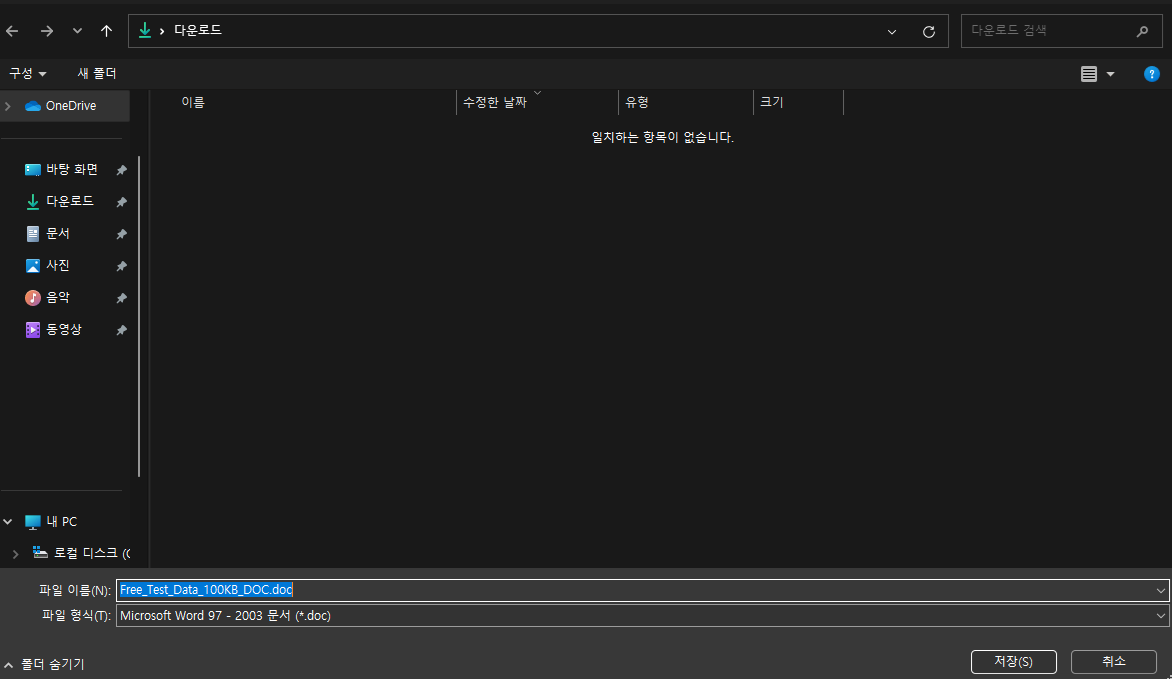 다운로드
다운로드 검색
구성
새 폴더
OneDrive
이름
수정한 날짜
유형
크기
일치하는 항목이 없습니다.
바탕 화면
다운로드
문서
사진
음악
동영상
내 PC
로컬 디스크 (C
파일 이름(N):
Free_Test_Data_100KB_DOC.doc
파일 형식(T):
Microsoft Word 97 - 2003 문서 (*.doc)
폴더 숨기기
저장(S)
취소